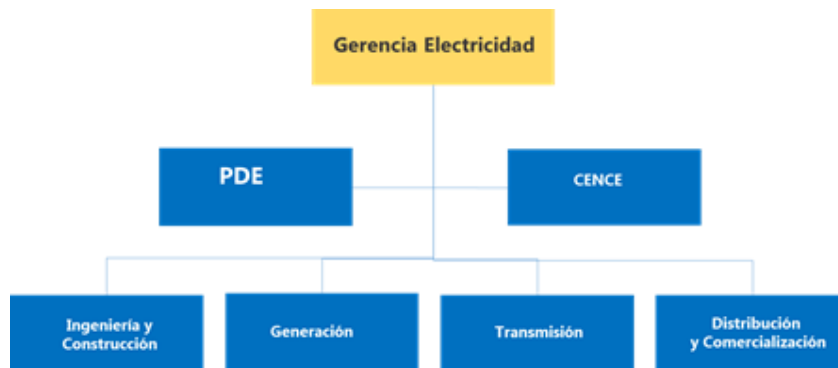 Gerencia Electricidad
PDE
CENCE
Ingeniería y
Construcción
Generación
Transmisión
Distribución
y Comercialización